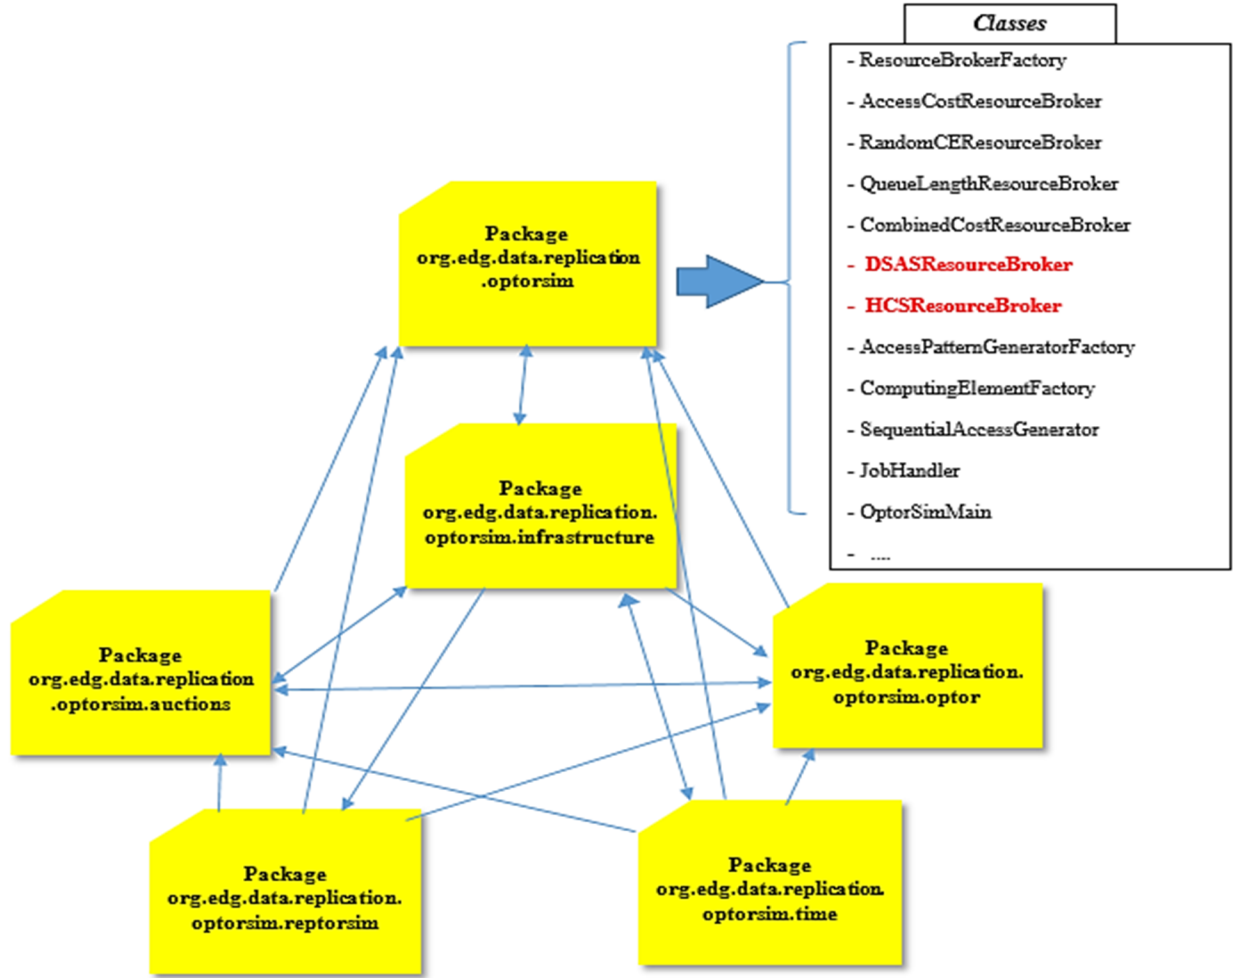 Classes
- ResourceBrokerFactory
- AccessCostResourceBroker
- RandomCEResourceBroker
- QueueLengthResourceBroker
- CombinedCostResourceBroker
- DSASResourceBroker
- HCSResourceBroker
- AccessPatternGeneratorFactory
- ComputingElementFactory
- SequentialAccessGenerator
- JobHandler
- OptorSimMain
- ....
Package
org.edg.data.replication
.optorsim
Package
org.edg.data.replication.
optorsim.infrastructure
Package
org.edg.data.replication
.optorsim.auctions
Package
org.edg.data.replication.
optorsim.optor
Package
org.edg.data.replication.
optorsim.reptorsim
Package
org.edg.data.replication.
optorsim.time